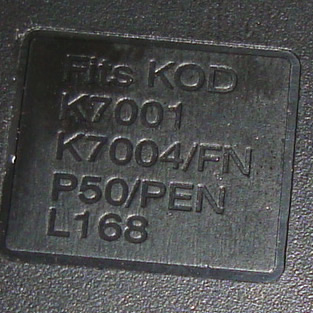 Fits KOD
K7001
K7004/FN
P50/PEN
L168